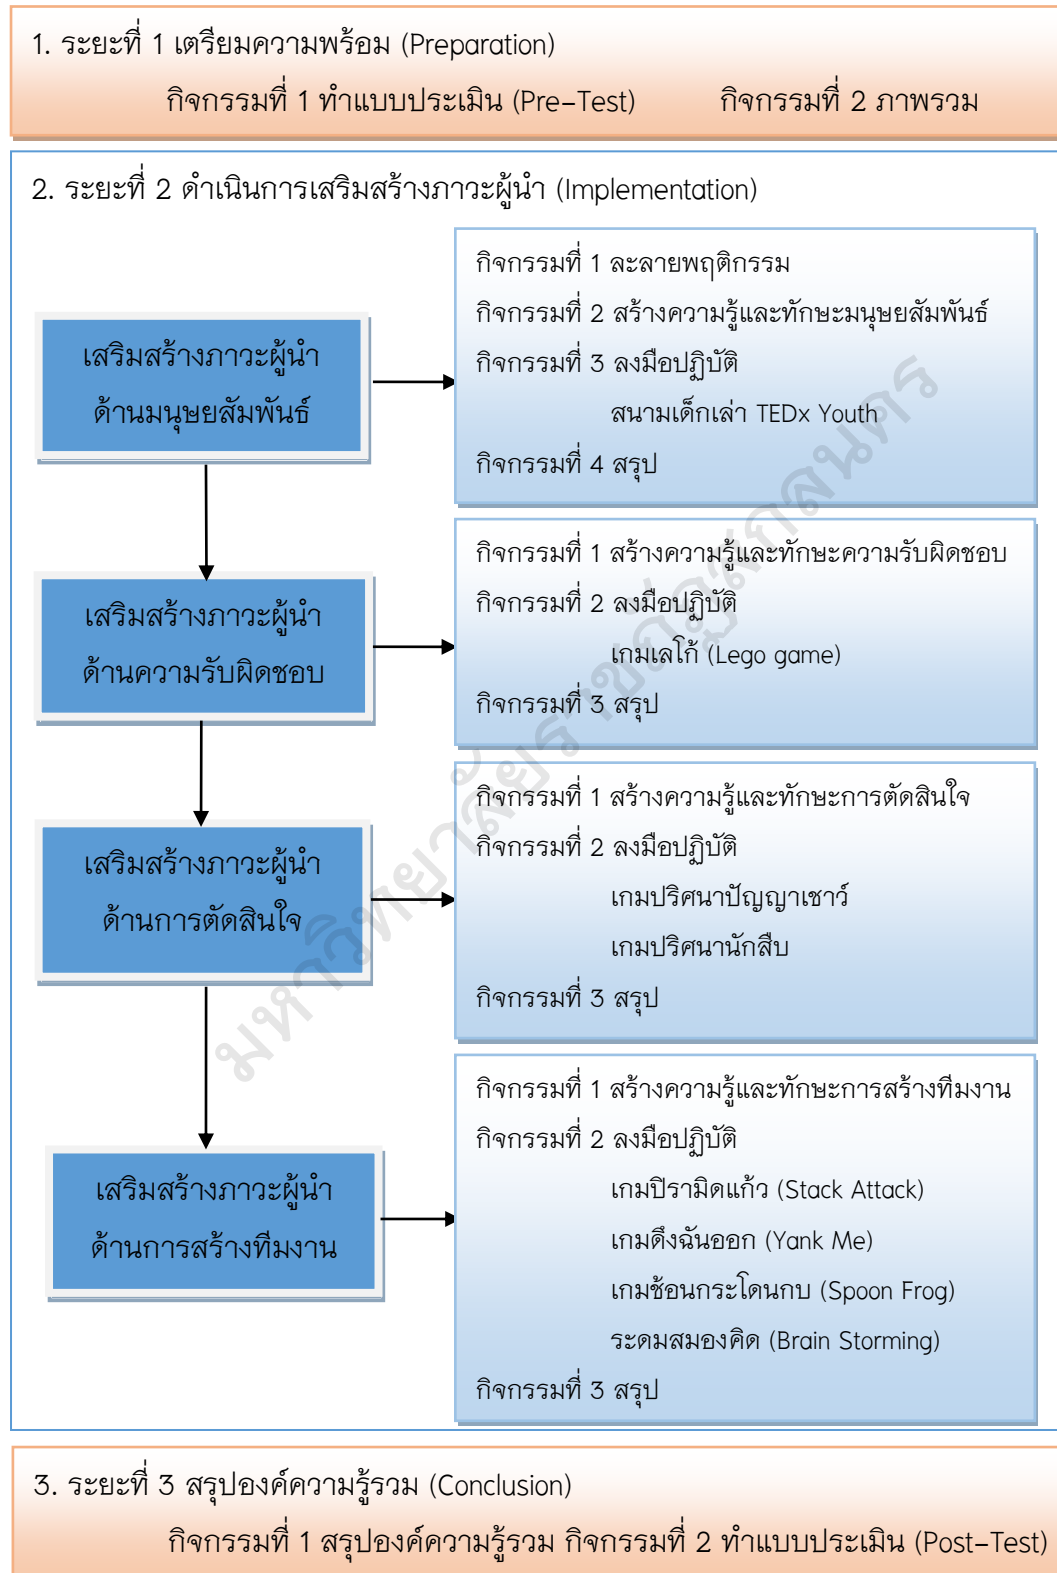 1. ระยะที่ 1 เตรียมความพร้อม (Preparation)
กิจกรรมที่ 1 ทำแบบประเมิน (Pre-Test) กิจกรรมที่ 2 ภาพรวม
2. ระยะที่ 2 ดำเนินการเสริมสร้างภาวะผู้นำ (Implementation)
เสริมสร้างภาวะผู้นำ
ด้านมนุษยสัมพันธ์
กิจกรรมที่ 1 ละลายพฤติกรรม
กิจกรรมที่ 2 สร้างความรู้และทักษะมนุษยสัมพันธ์
กิจกรรมที่ 3 ลงมือปฏิบัติ
สนามเด็กเล่า TEDx Youth
กิจกรรมที่ 4 สรุป
เสริมสร้างภาวะผู้นำ
ด้านความรับผิดชอบ
กิจกรรมที่ 1 สร้างความรู้และทักษะความรับผิดชอบ
กิจกรรมที่ 2 ลงมือปฏิบัติ
เกมเลโก้ (Lego game)
กิจกรรมที่ 3 สรุป
เสริมสร้างภาวะผู้นำ
ด้านการตัดสินใจ
กิจกรรมที่ 1 สร้างความรู้และทักษะการตัดสินใจ
กิจกรรมที่ 2 ลงมือปฏิบัติ
เกมปริศนาปัญญาเชาว์
เกมปริศนานักสืบ
กิจกรรมที่ 3 สรุป
เสริมสร้างภาวะผู้นำ
ด้านการสร้างทีมงาน
กิจกรรมที่ 1 สร้างความรู้และทักษะการสร้างทีมงาน
กิจกรรมที่ 2 ลงมือปฏิบัติ
เกมปิรามิดแก้ว (Stack Attack)
เกมดึงฉันออก (Yank Me)
เกมช้อนกระโดนกบ (Spoon Frog)
ระดมสมองคิด (Brain Storming)
กิจกรรมที่ 3 สรุป
3. ระยะที่ 3 สรุปองค์ความรู้รวม (Conclusion)
กิจกรรมที่ 1 สรุปองค์ความรู้รวม กิจกรรมที่ 2 ทำแบบประเมิน (Post-Test)
มหาวิทยาลัยราชภัฏสกลนคร